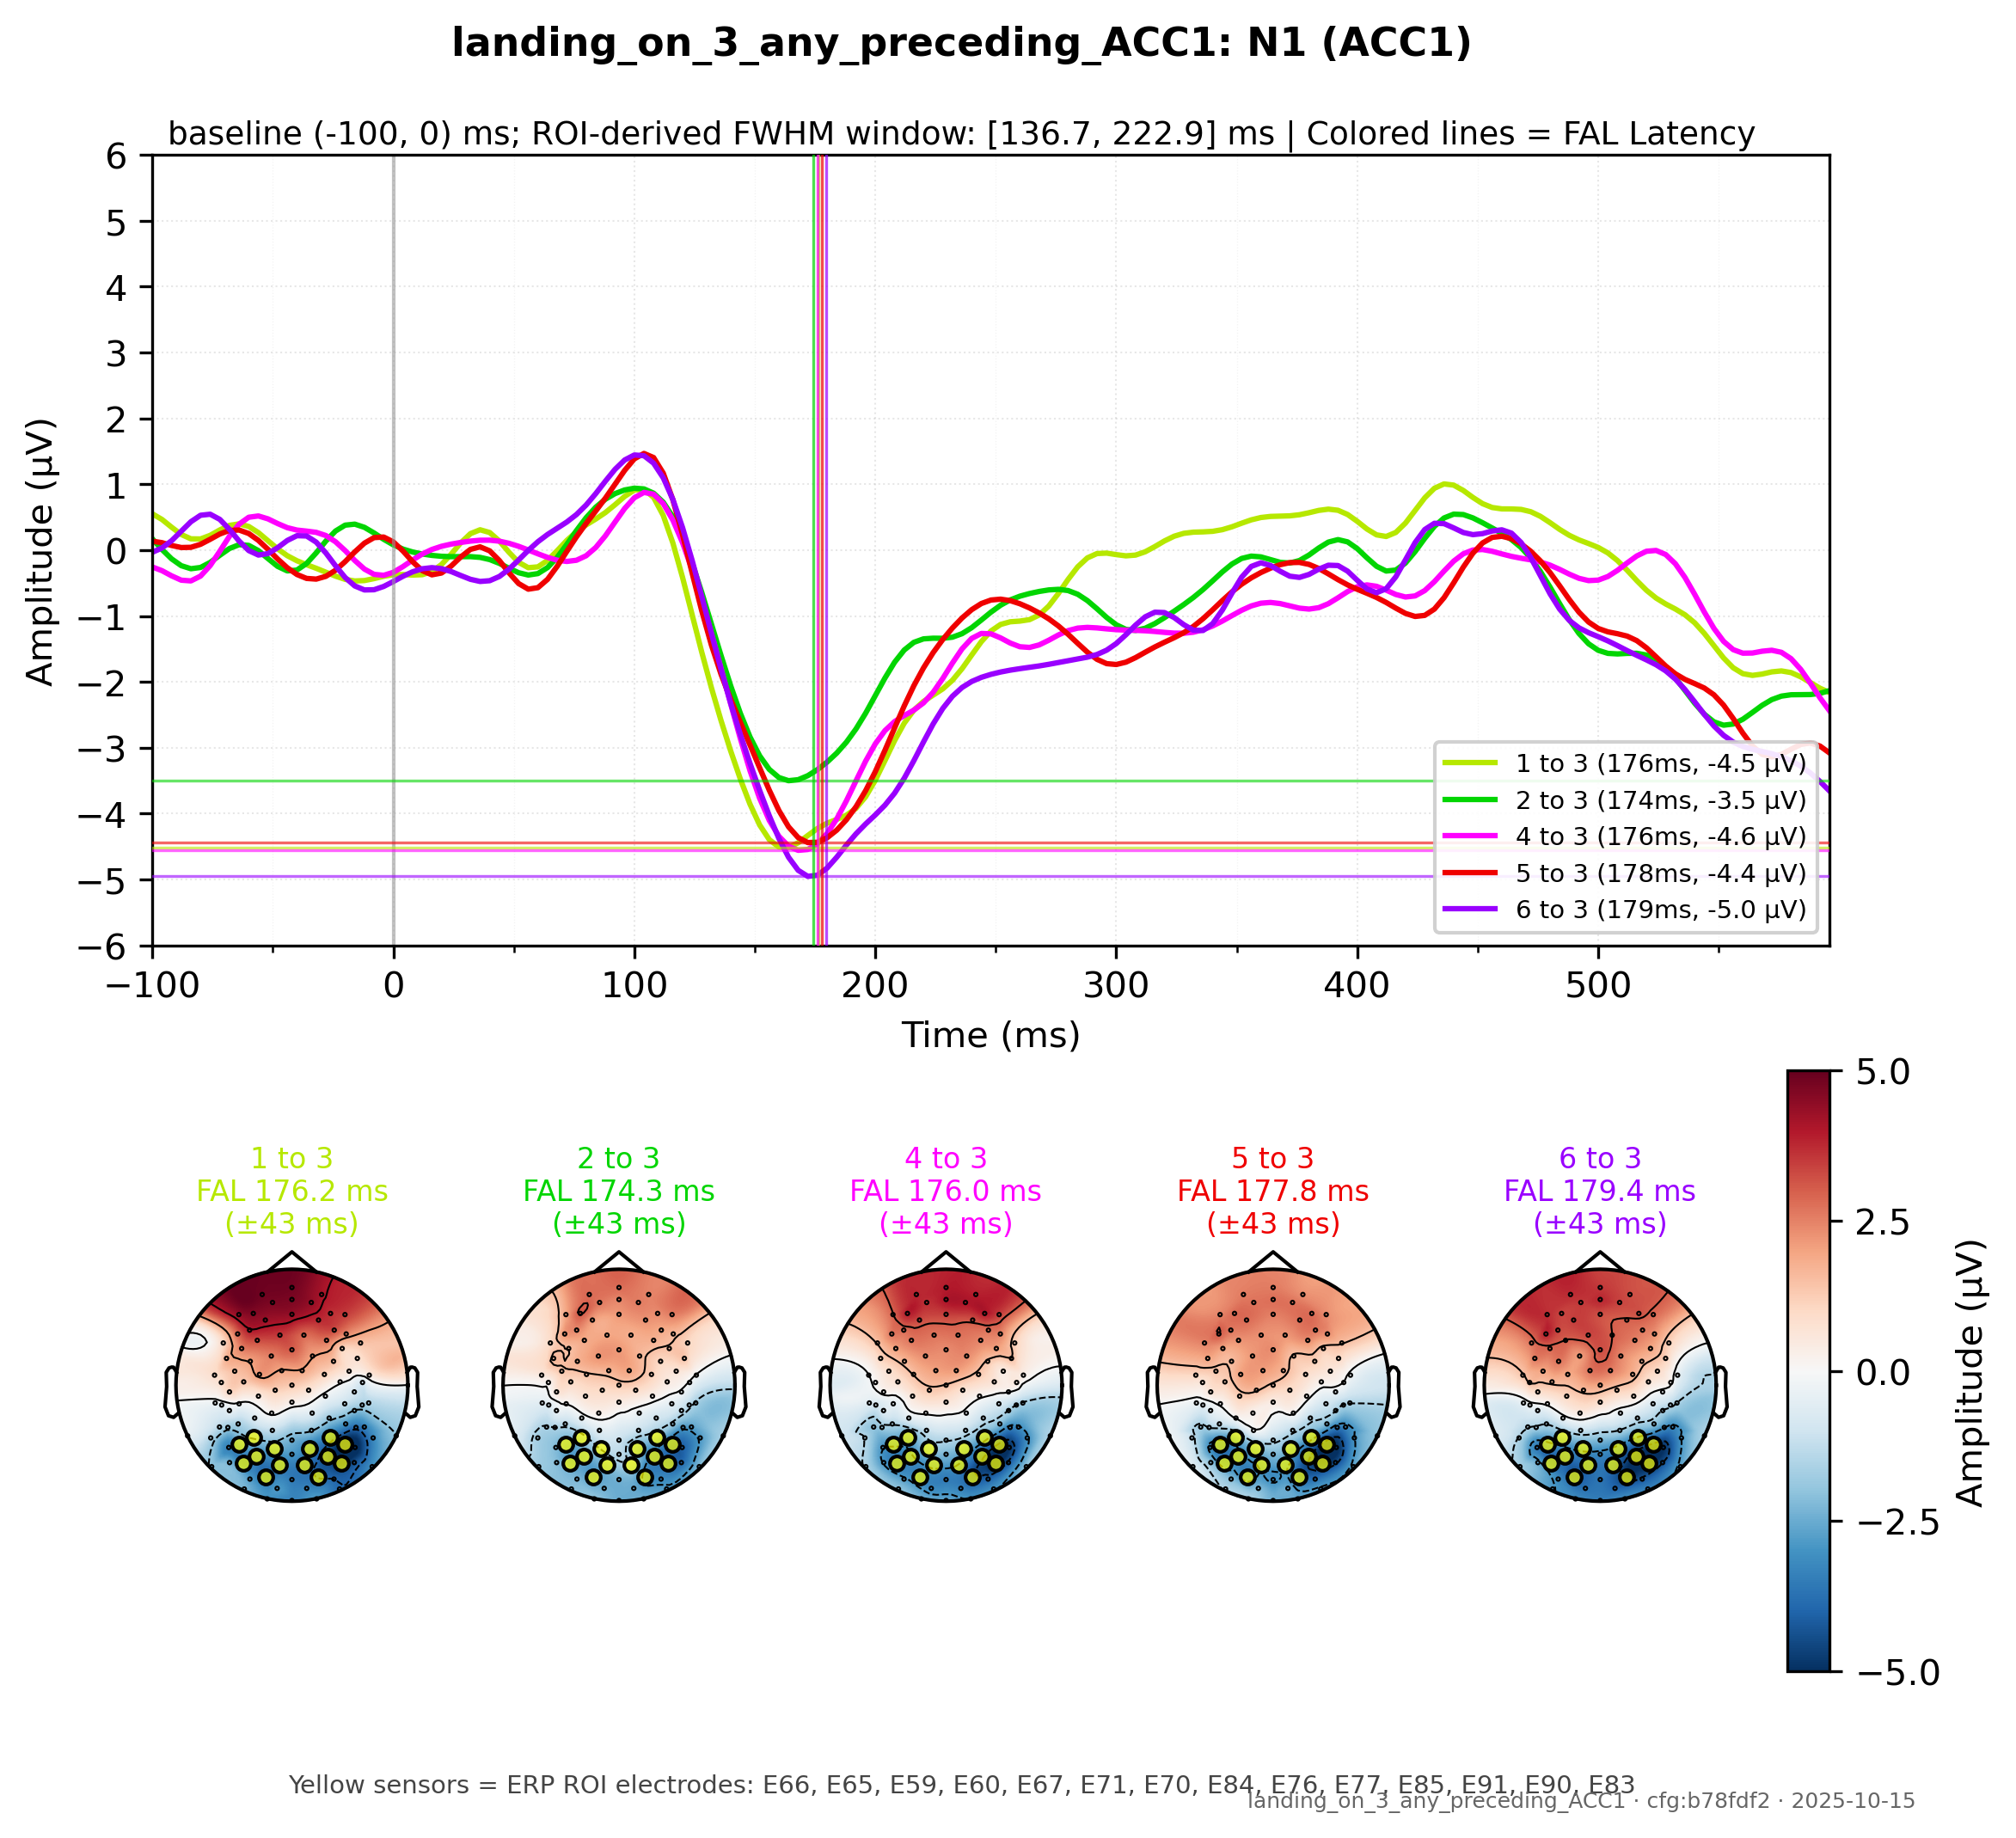 landing_on_3_any_preceding_ACC1: N1 (ACC1)
baseline (-100, 0) ms; ROI-derived FWHM window: [136.7, 222.9] ms | Colored lines = FAL Latency
6
5
4
3
2
1
0
−1
−2
−3
−4
−5
−6
Amplitude (μV)
1 to 3 (176ms, -4.5 μV)
2 to 3 (174ms, -3.5 μV)
4 to 3 (176ms, -4.6 μV)
5 to 3 (178ms, -4.4 μV)
6 to 3 (179ms, -5.0 μV)
−100 0 100 200 300 400 500
Time (ms)
1 to 3
FAL 176.2 ms
(±43 ms)
2 to 3
FAL 174.3 ms
(±43 ms)
4 to 3
FAL 176.0 ms
(±43 ms)
5 to 3
FAL 177.8 ms
(±43 ms)
6 to 3
FAL 179.4 ms
(±43 ms)
5.0
2.5
0.0
−2.5
−5.0
Amplitude (μV)
Yellow sensors = ERP ROI electrodes: E66, E65, E59, E60, E67, E71, E70, E84, E76, E77, E85, E91, E90, E83
landing_on_3_any_preceding_ACC1 · cfg:b78fdf2 · 2025-10-15